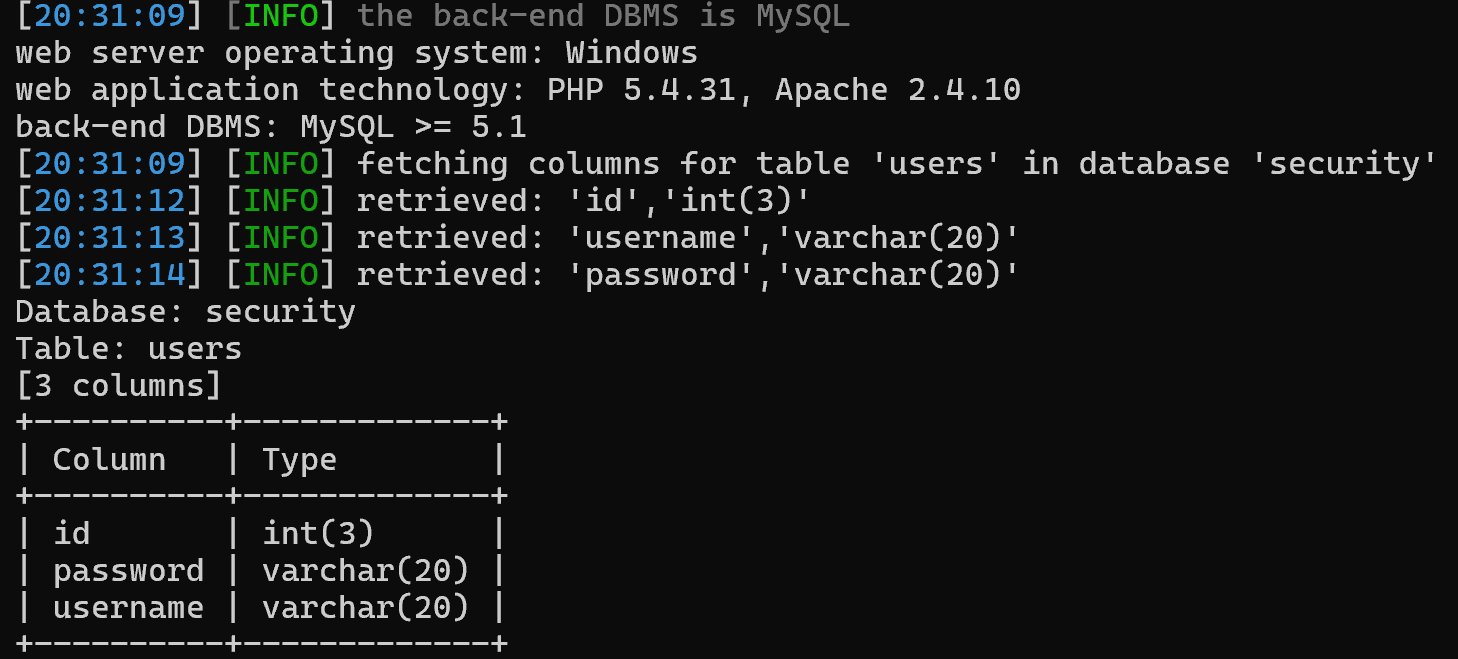 [20:31:09] [INFO] the back-end DBMS is MySQL
web server operating system: Windows
web application technology: PHP 5.4.31, Apache 2.4.10
back-end DBMS: MySQL >= 5.1
[20:31:09] [INFO] fetching columns for table 'users' in database 'security'
[20:31:12] [INFO] retrieved: 'id','int(3)'
[20:31:13] [INFO] retrieved: 'username','varchar(20)'
[20:31:14] [INFO] retrieved: 'password','varchar(20)'
Database: security
Table: users
[3 columns]
+----------+-------------+
| Column   | Type        |
+----------+-------------+
| id       | int(3)      |
| password | varchar(20) |
| username | varchar(20) |
+----------+-------------+